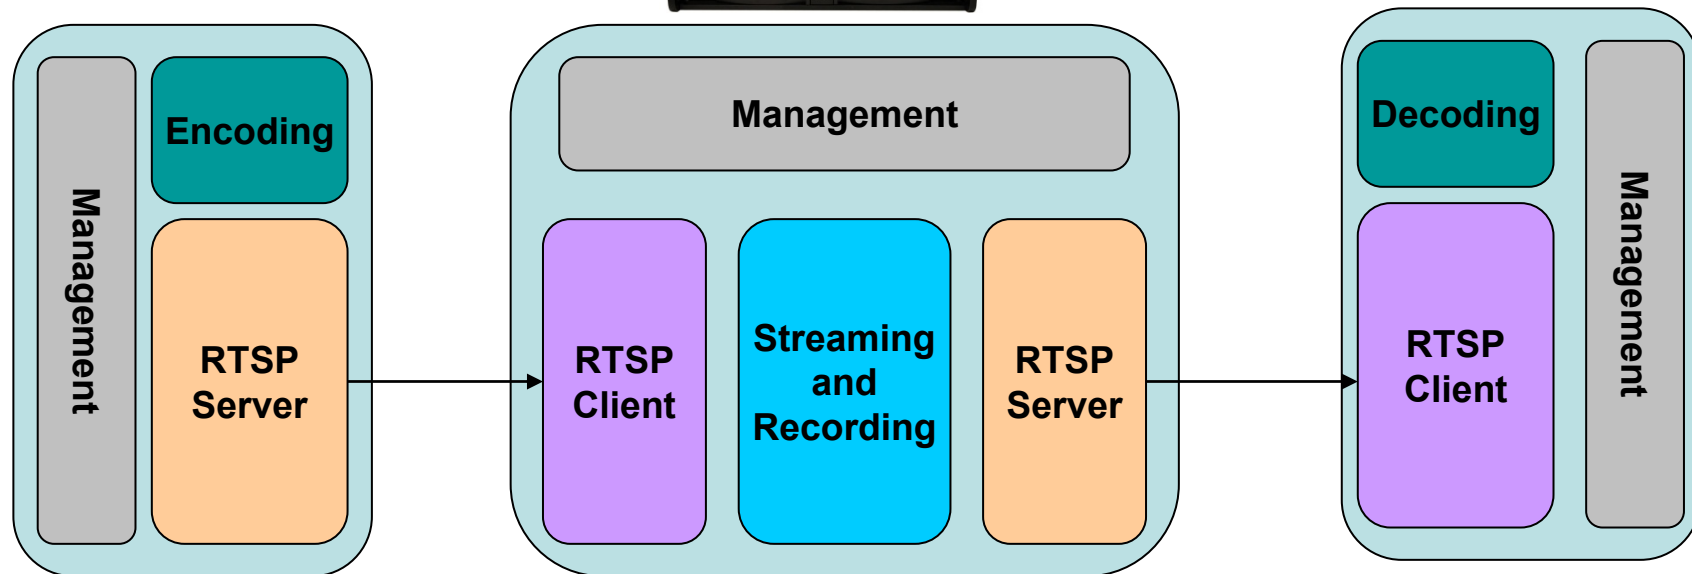 Management
Encoding
RTSP
Server
Management
RTSP
Client
Streaming
and
Recording
RTSP
Server
Decoding
RTSP
Client
Management